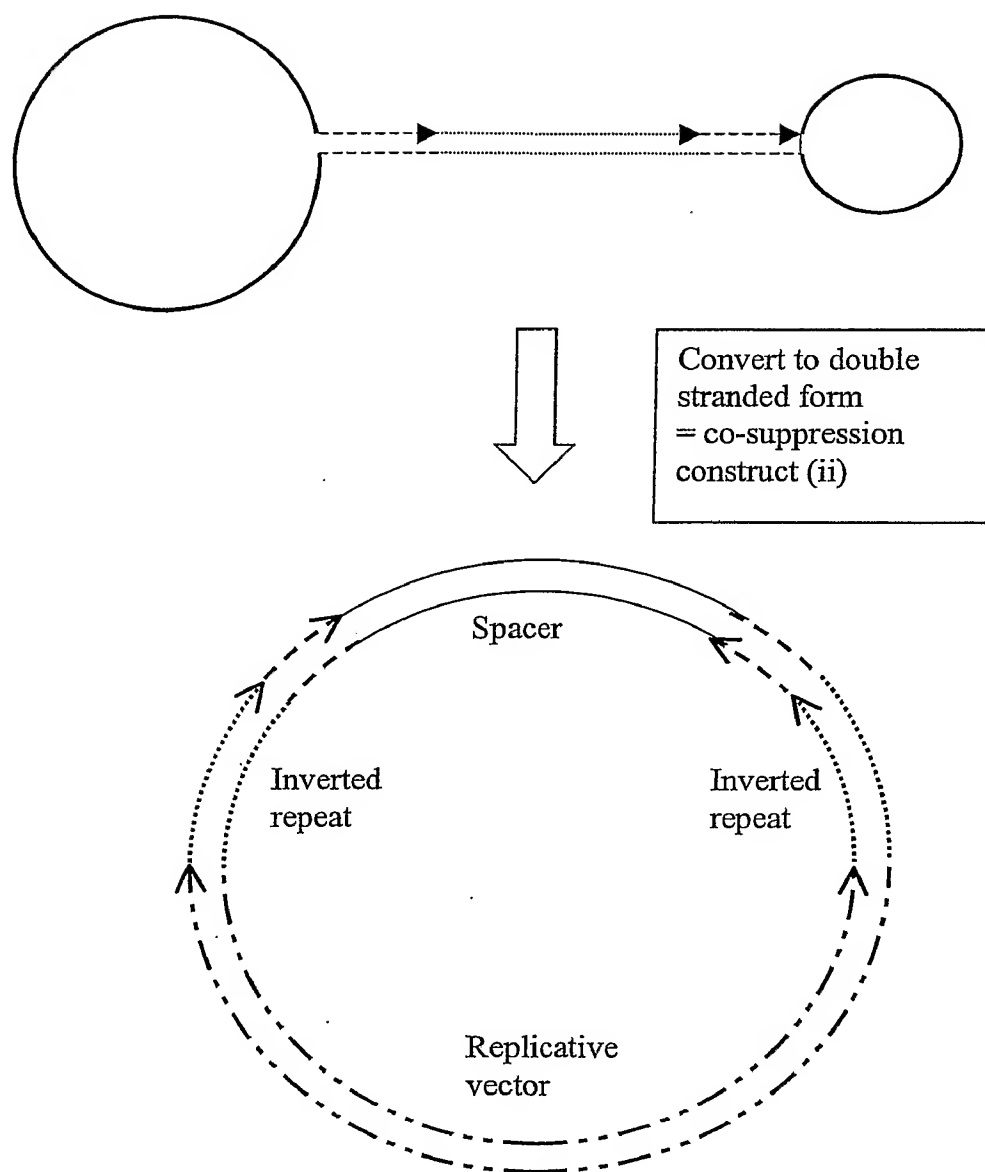 Convert to double
stranded form
= co-suppression
construct (ii)
Spacer
Inverted
repeat
Inverted
repeat
Replicative
vector